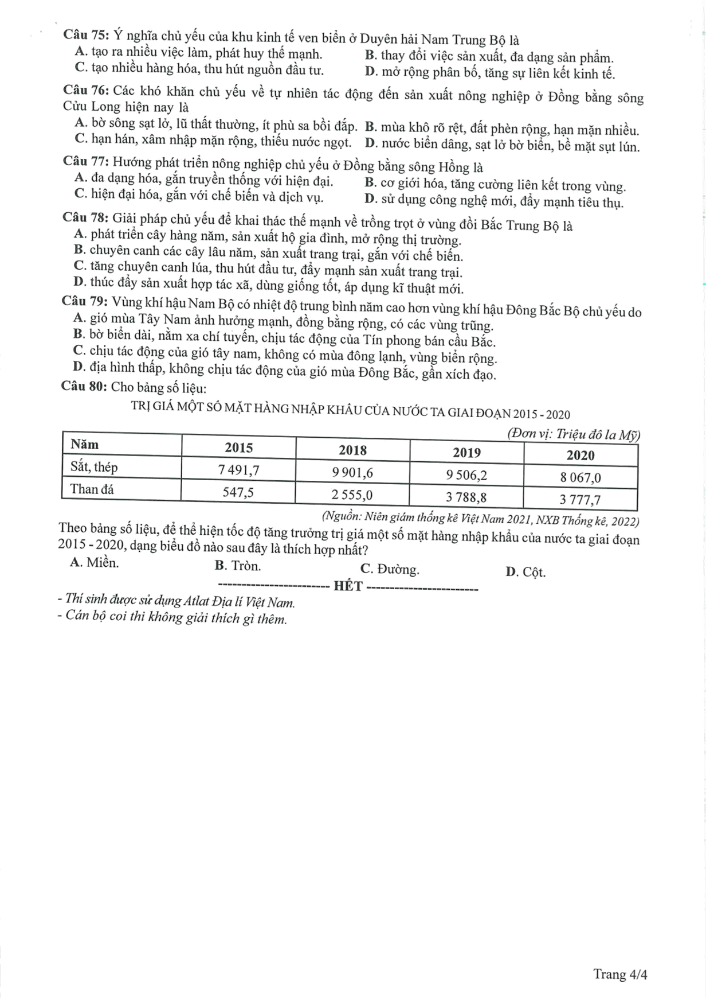 Câu 75: Ý nghĩa chủ yếu của khu kinh tế ven biển ở Duyên hải Nam Trung Bộ là
A. tạo ra nhiều việc làm, phát huy thế mạnh. B. thay đổi việc sản xuất, đa dạng sản phẩm.
C. tạo nhiều hàng hóa, thu hút nguồn đầu tư. D. mở rộng phân bố, tăng sự liên kết kinh tế.
Câu 76: Các khó khăn chủ yếu về tự nhiên tác động đến sản xuất nông nghiệp ở Đồng bằng sông
Cửu Long hiện nay là
A. bờ sông sạt lở, lũ thất thường, ít phù sa bồi đắp. B. mùa khô rõ rệt, đất phèn rộng, hạn mặn nhiều.
C. hạn hán, xâm nhập mặn rộng, thiếu nước ngọt. D. nước biển dâng, sạt lở bờ biển, bề mặt sụt lún.
Câu 77: Hướng phát triển nông nghiệp chủ yếu ở Đồng bằng sông Hồng là
A. đa dạng hóa, gắn truyền thống với hiện đại. B. cơ giới hóa, tăng cường liên kết trong vùng.
C. hiện đại hóa, gắn với chế biến và dịch vụ. D. sử dụng công nghệ mới, đẩy mạnh tiêu thụ.
Câu 78: Giải pháp chủ yếu để khai thác thế mạnh về trồng trọt ở vùng đồi Bắc Trung Bộ là
A. phát triển cây hàng năm, sản xuất hộ gia đình, mở rộng thị trường.
B. chuyên canh các cây lâu năm, sản xuất trang trại, gắn với chế biến.
C. tăng chuyên canh lúa, thu hút đầu tư, đẩy mạnh sản xuất trang trại.
D. thúc đẩy sản xuất hợp tác xã, dùng giống tốt, áp dụng kĩ thuật mới.
Câu 79: Vùng khí hậu Nam Bộ có nhiệt độ trung bình năm cao hơn vùng khí hậu Đông Bắc Bộ chủ yếu do
A. gió mùa Tây Nam ảnh hưởng mạnh, đồng bằng rộng, có các vùng trũng.
B. bờ biển dài, nằm xa chí tuyến, chịu tác động của Tín phong bán cầu Bắc.
C. chịu tác động của gió tây nam, không có mùa đông lạnh, vùng biển rộng.
D. địa hình thấp, không chịu tác động của gió mùa Đông Bắc, gần xích đạo.
Câu 80: Cho bảng số liệu:
TRỊ GIÁ MỘT SỐ MẶT HÀNG NHẬP KHẨU CỦA NƯỚC TA GIAI ĐOẠN 2015 - 2020
(Đơn vị: Triệu đô la Mỹ)
Năm 2015 2018 2019 2020
Sắt, thép 7 491,7 9 901,6 9 506,2 8 067,0
Than đá 547,5 2 555,0 3 788,8 3 777,7
(Nguồn: Niên giám thống kê Việt Nam 2021, NXB Thống kê, 2022)
Theo bảng số liệu, để thể hiện tốc độ tăng trưởng trị giá một số mặt hàng nhập khẩu của nước ta giai đoạn
2015 - 2020, dạng biểu đồ nào sau đây là thích hợp nhất?
A. Miền. B. Tròn. C. Đường. D. Cột.
------------------------ HẾT ------------------------
- Thí sinh được sử dụng Atlat Địa lí Việt Nam.
- Cán bộ coi thi không giải thích gì thêm.
Trang 4/4